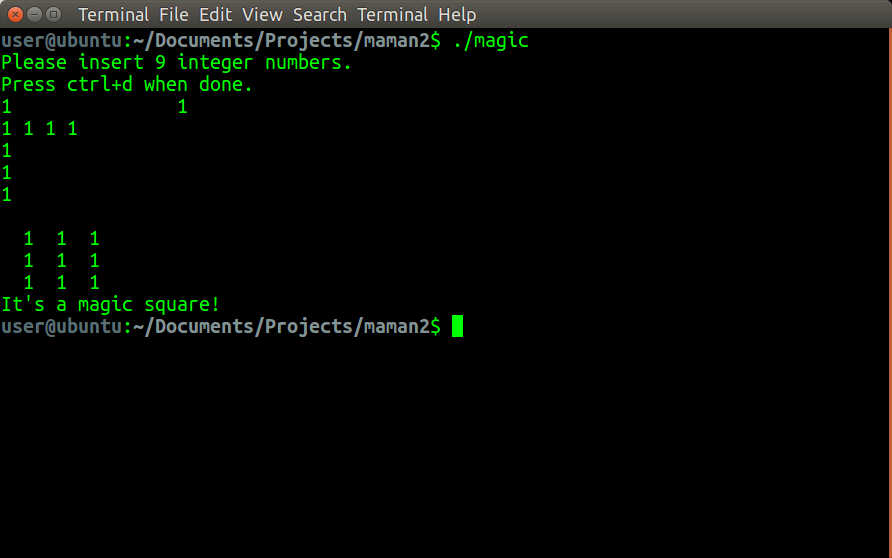 Terminal File Edit View Search Terminal Help
user@ubuntu:~/Documents/Projects/maman2$ ./magic
Please insert 9 integer numbers.
Press ctrl+d when done.
1               1
1 1 1 1
1
1
1

  1  1  1
  1  1  1
  1  1  1
It's a magic square!
user@ubuntu:~/Documents/Projects/maman2$